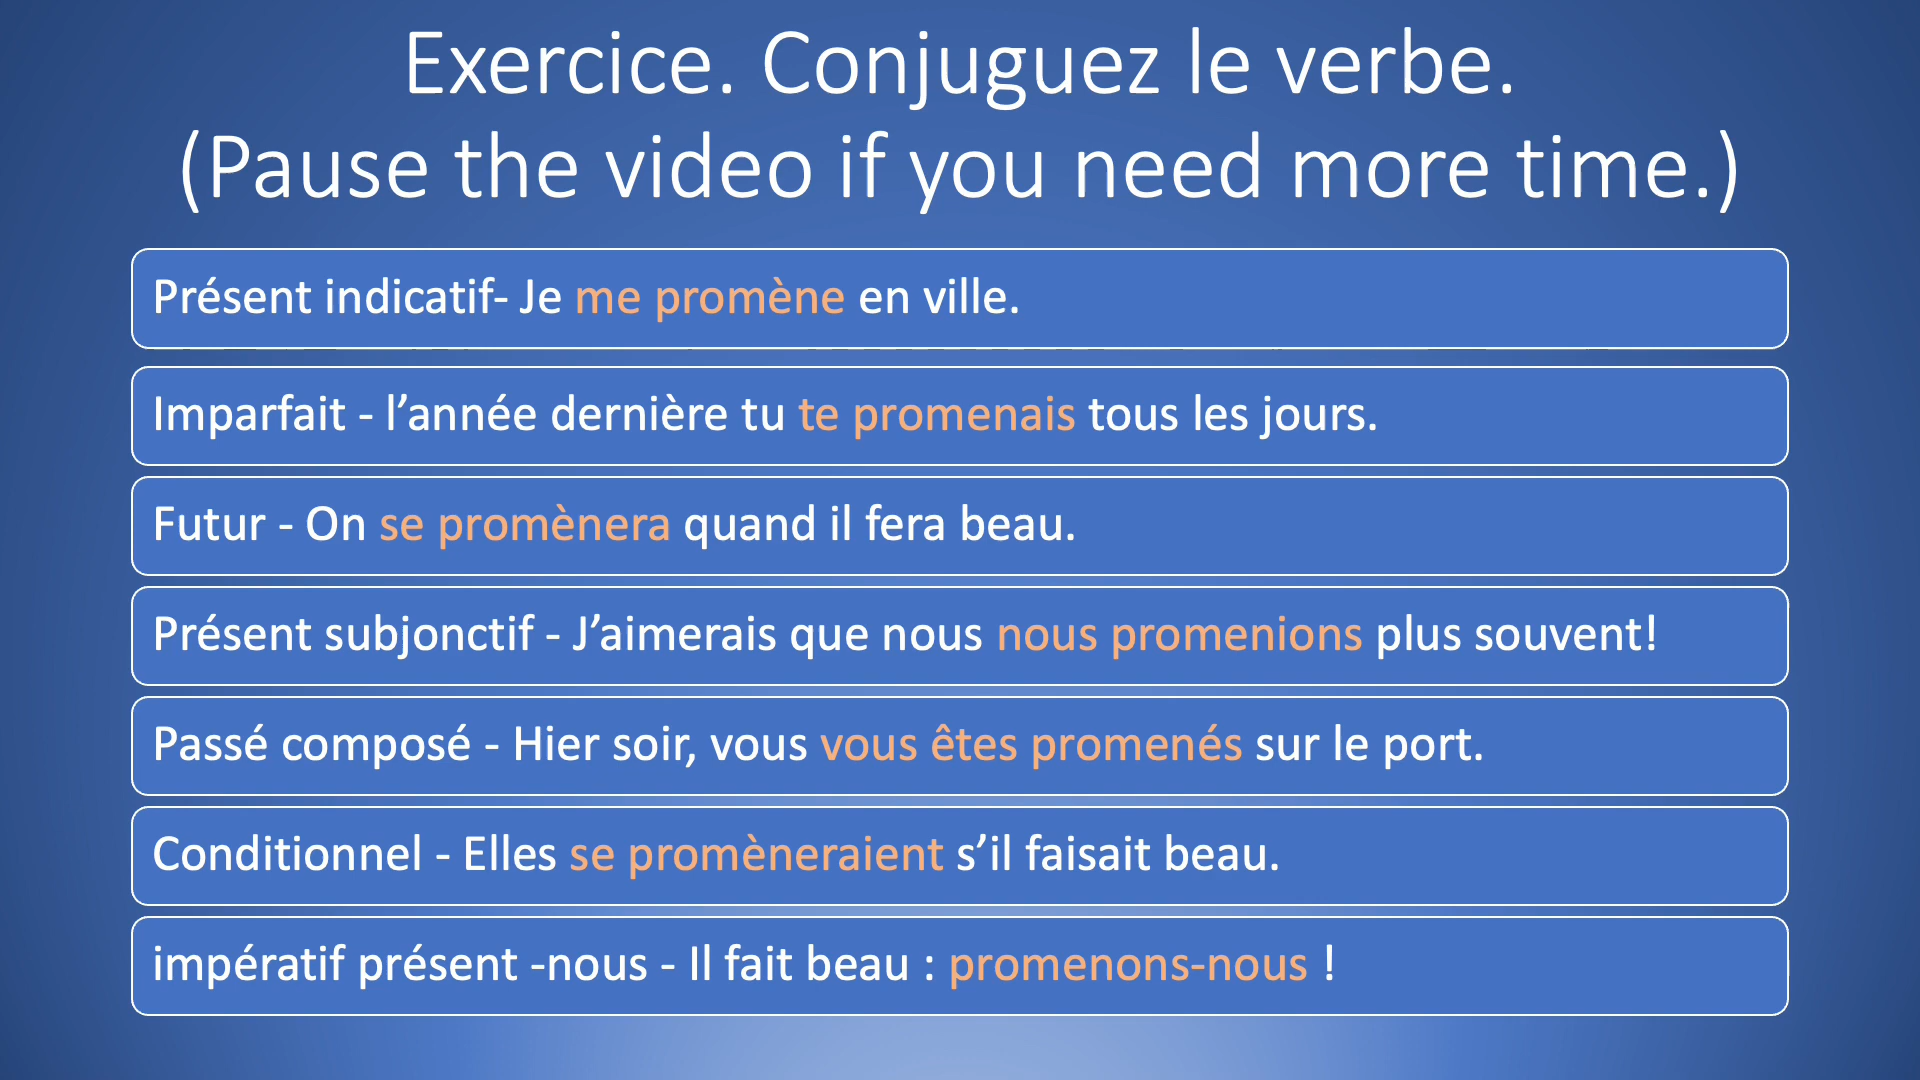 Exercice. Conjuguez le verbe.
(Pause the video if you need more time.)
Présent indicatif- Je me promène en ville.
Imparfait - l’année dernière tu te promenais tous les jours.
Futur - On se promènera quand il fera beau.
Présent subjonctif - J’aimerais que nous nous promenions plus souvent!
Passé composé - Hier soir, vous vous êtes promenés sur le port.
Conditionnel - Elles se promèneraient s’il faisait beau.
impératif présent -nous - Il fait beau : promenons-nous !